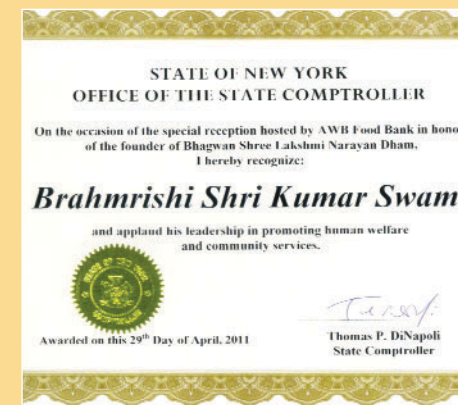 STATE OF NEW YORK
OFFICE OF THE STATE COMPTROLLER
On the occasion of the special reception hosted by AWB Food Bank in hono
of the founder of Bhagwan Shree Lakshmi Narayan Dham,
I hereby recognize:
Brahmrishi Shri Kumar Swam
and applaud his leadership in promoting human welfare
and community services.
Awarded on this 29th Day of April, 2011
Thomas P. DiNapoli
State Comptroller